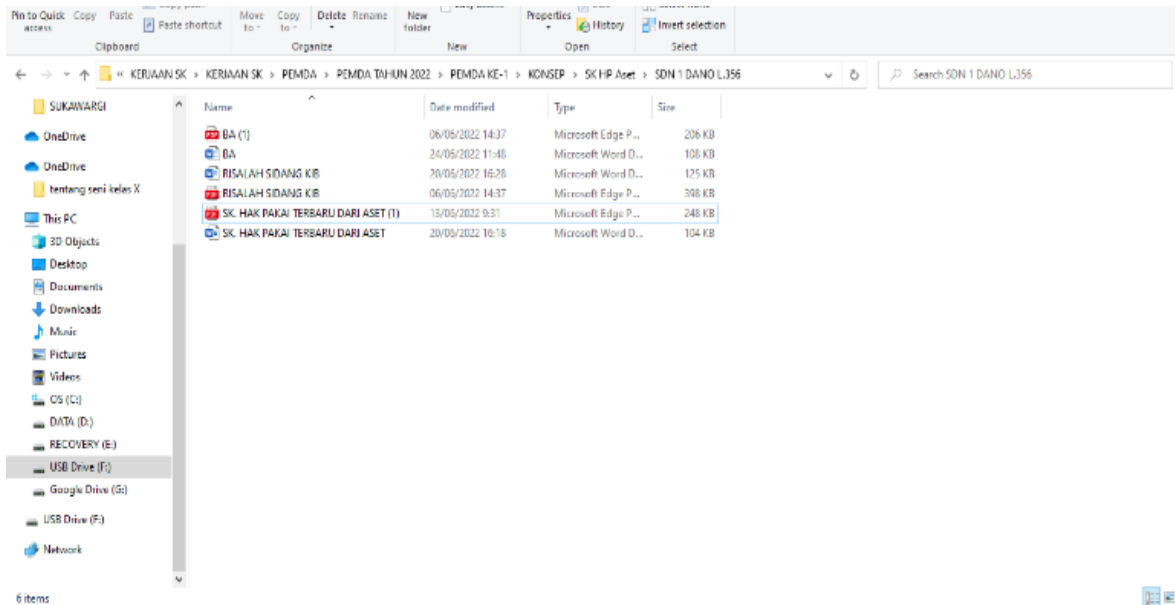 Pin to Quick access
Copy
Paste
Paste shortcut
Move to
Copy to
Delete
Rename
New folder
Properties
History
Invert selection
Clipboard
Organize
New
Open
Select
« KERJAAN SK > KERJAAN SK > PEMDA > PEMDA TAHUN 2022 > PEMDA KE-1 > KONSEP > SK HP Aset > SDN 1 DANO L.356
Search SDN 1 DANO L.356
SUKAWARGI
OneDrive
OneDrive
tentang seni kelas X
This PC
3D Objects
Desktop
Documents
Downloads
Music
Pictures
Videos
OS (C:)
DATA (D:)
RECOVERY (E:)
USB Drive (F:)
Google Drive (G:)
USB Drive (F:)
Network
Name Date modified Type Size
BA (1) 06/06/2022 14:37 Microsoft Edge P... 206 KB
BA 24/05/2022 11:48 Microsoft Word D... 108 KB
RISALAH SIDANG KIB 20/05/2022 16:28 Microsoft Word D... 125 KB
RISALAH SIDANG KIB 06/06/2022 14:37 Microsoft Edge P... 398 KB
SK. HAK PAKAI TERBARU DARI ASET (1) 13/06/2022 9:31 Microsoft Edge P... 248 KB
SK. HAK PAKAI TERBARU DARI ASET 20/05/2022 16:18 Microsoft Word D... 104 KB
6 items